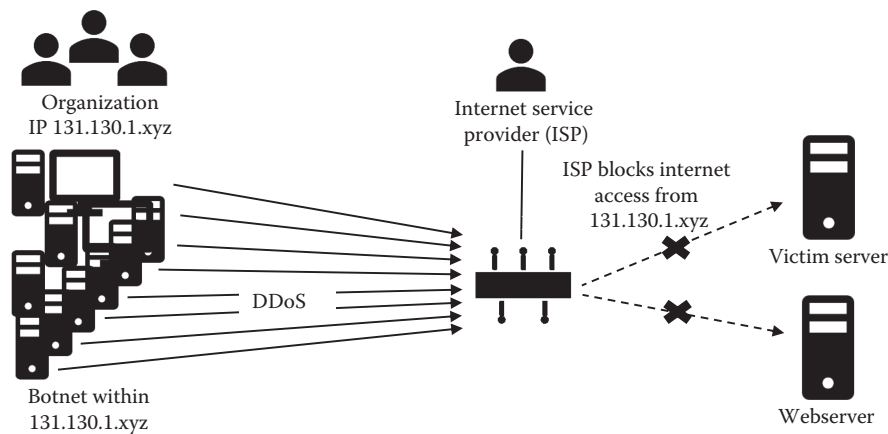 Organization
IP 131.130.1.xyz
Internet service
provider (ISP)
ISP blocks internet
access from
131.130.1.xyz
Victim server
DDoS
Botnet within
131.130.1.xyz
Webserver